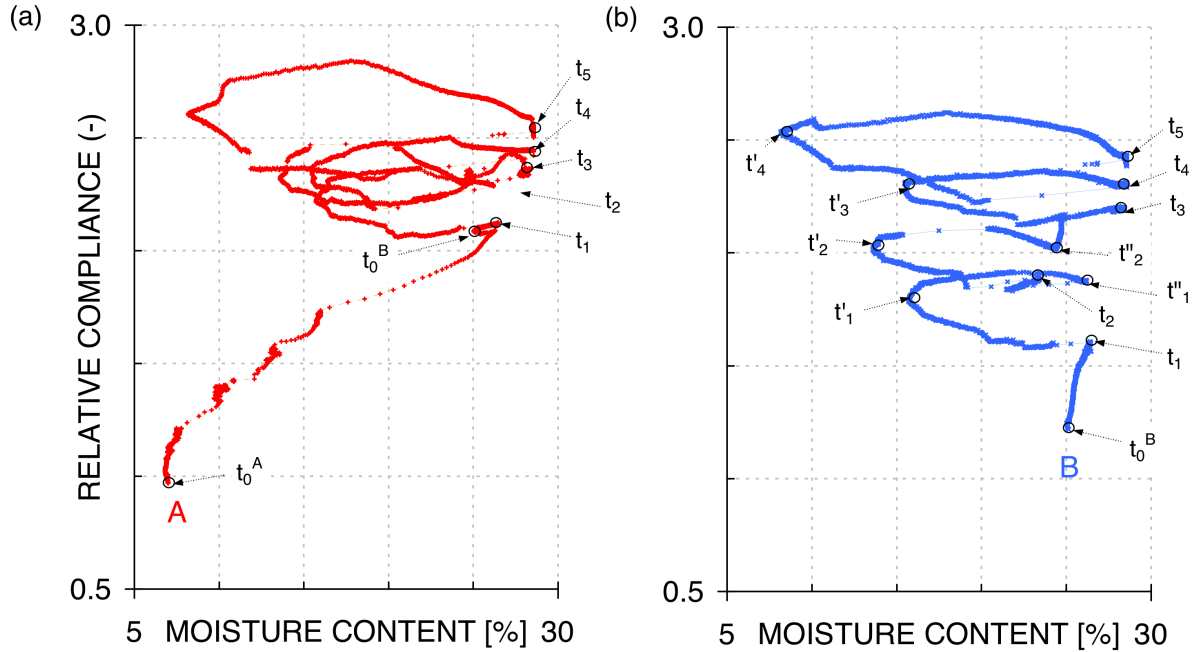 (a)
3.0
RELATIVE COMPLIANCE (-)
t5
t4
t3
t2
t1
t0B
t0A
A
0.5
5 MOISTURE CONTENT [%] 30
(b)
3.0
t'4
t5
t4
t'3
t3
t'2
t''2
t''1
t'1
t2
t1
t0B
B
0.5
5 MOISTURE CONTENT [%] 30